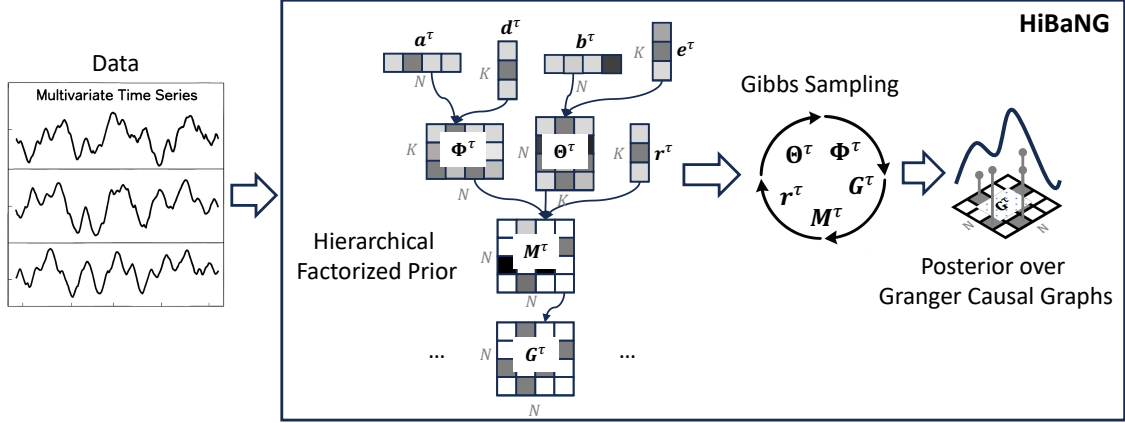 HiBaNG
Data
Multivariate Time Series
a^τ
N
d^τ
K
b^τ
N
e^τ
K
Φ^τ
K
N
Θ^τ
N
K
r^τ
K
Hierarchical
Factorized Prior
M^τ
N
N
...
G^τ
N
N
...
Gibbs Sampling
Θ^τ Φ^τ
r^τ G^τ
M^τ
G^τ
N
N
Posterior over
Granger Causal Graphs